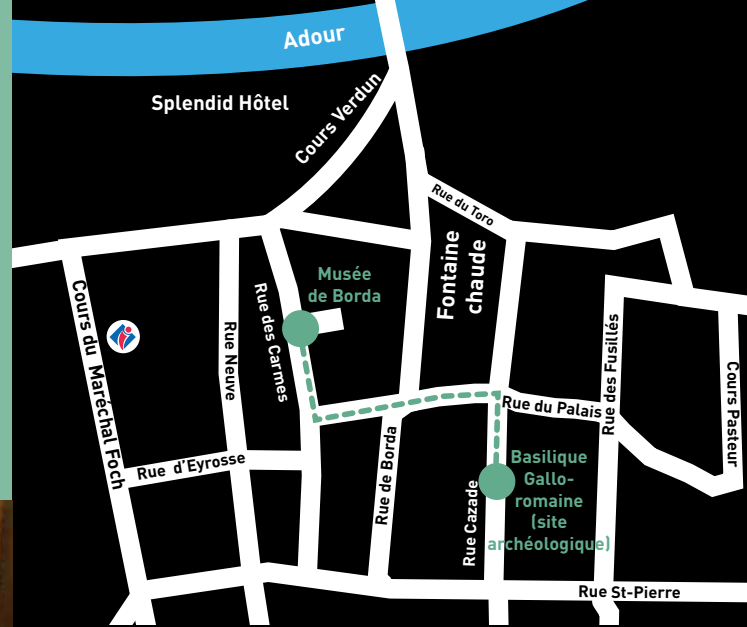 Adour
Splendid Hôtel
Cours Verdun
Rue du Toro
Fontaine
chaude
Musée
de Borda
Rue des Carmes
Cours du Maréchal Foch
Rue Neuve
Rue des Fusillés
Cours Pasteur
Rue du Palais
Rue d'Eyrosse
Rue de Borda
Rue Cazade
Basilique
Gallo-
romaine
(site
archéologique)
Rue St-Pierre